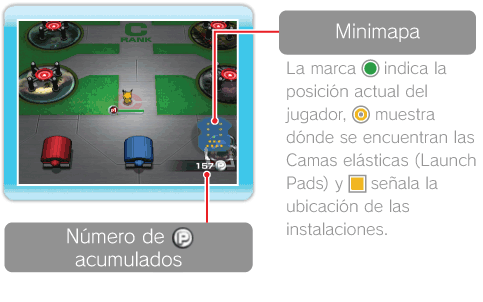 C
RANK
157 P
Minimapa
La marca indica la
posición actual del
jugador, muestra
dónde se encuentran las
Camas elásticas (Launch
Pads) y señala la
ubicación de las
instalaciones.
Número de P
acumulados